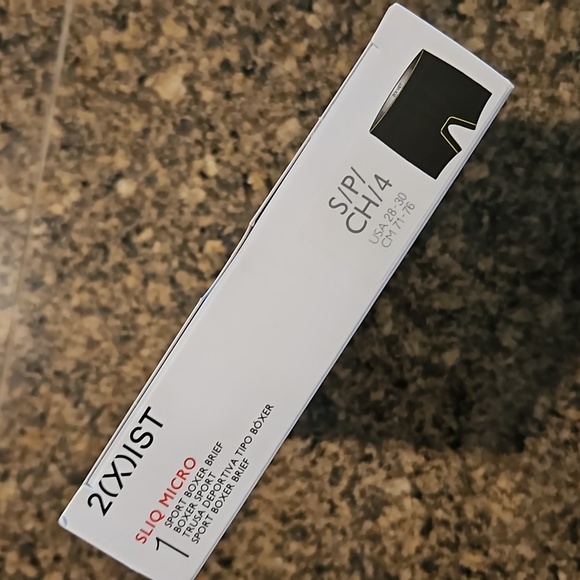 2(X)IST
SLIQ MICRO
1
SPORT BOXER BRIEF
BOXER SPORT
TRUSA DEPORTIVA TIPO BÓXER
SPORT BOXER BRIEF
S/P/
CH/4
USA 28-30
CM 71-76